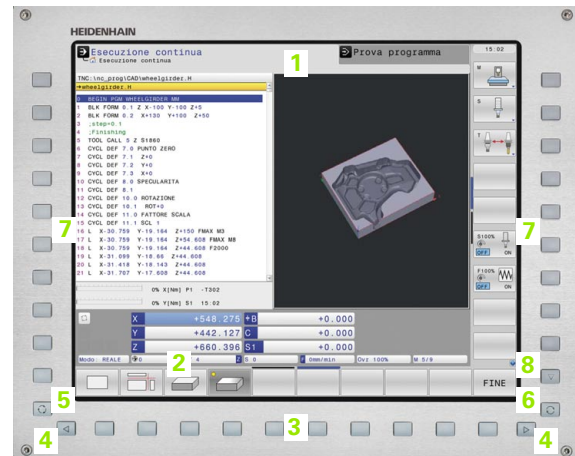 HEIDENHAIN
Esecuzione continua
Esecuzione continua
Prova programma
15:02
1
TNC:\nc_prog\CAD\wheelgirder.H
→wheelgirder.H
0 BEGIN PGM WHEELGIRDER MM
1 BLK FORM 0.1 Z X-100 Y-100 Z+5
2 BLK FORM 0.2 X+130 Y+100 Z+50
3 ;step=0.1
4 ;Finishing
5 TOOL CALL 5 Z S1860
6 CYCL DEF 7.0 PUNTO ZERO
7 CYCL DEF 7.1 Z+0
8 CYCL DEF 7.2 Y+0
9 CYCL DEF 7.3 X+0
10 CYCL DEF 8.0 SPECULARITA
11 CYCL DEF 8.1
12 CYCL DEF 10.0 ROTAZIONE
13 CYCL DEF 10.1 ROT+0
14 CYCL DEF 11.0 FATTORE SCALA
15 CYCL DEF 11.1 SCL 1
16 L X-30.759 Y-19.164 Z+150 FMAX M3
17 L X-30.759 Y-19.164 Z+54.608 FMAX M8
18 L X-30.759 Y-19.164 Z+44.608 F2000
19 L X-31.099 Y-18.66 Z+44.608
20 L X-31.418 Y-18.143 Z+44.608
21 L X-31.707 Y-17.608 Z+44.608
M
S
T
7
7
S100%
OFF ON
F100%
OFF ON
0% X[Nm] P1 -T302
0% Y[Nm] S1 15:02
X +548.275 +B +0.000
Y +442.127 C +0.000
Z +660.396 S1 +0.000
Modo: REALE 0 4 Z S 0 F 0mm/min Ovr 100% M 5/9
2
8
FINE
5
6
3
4
4